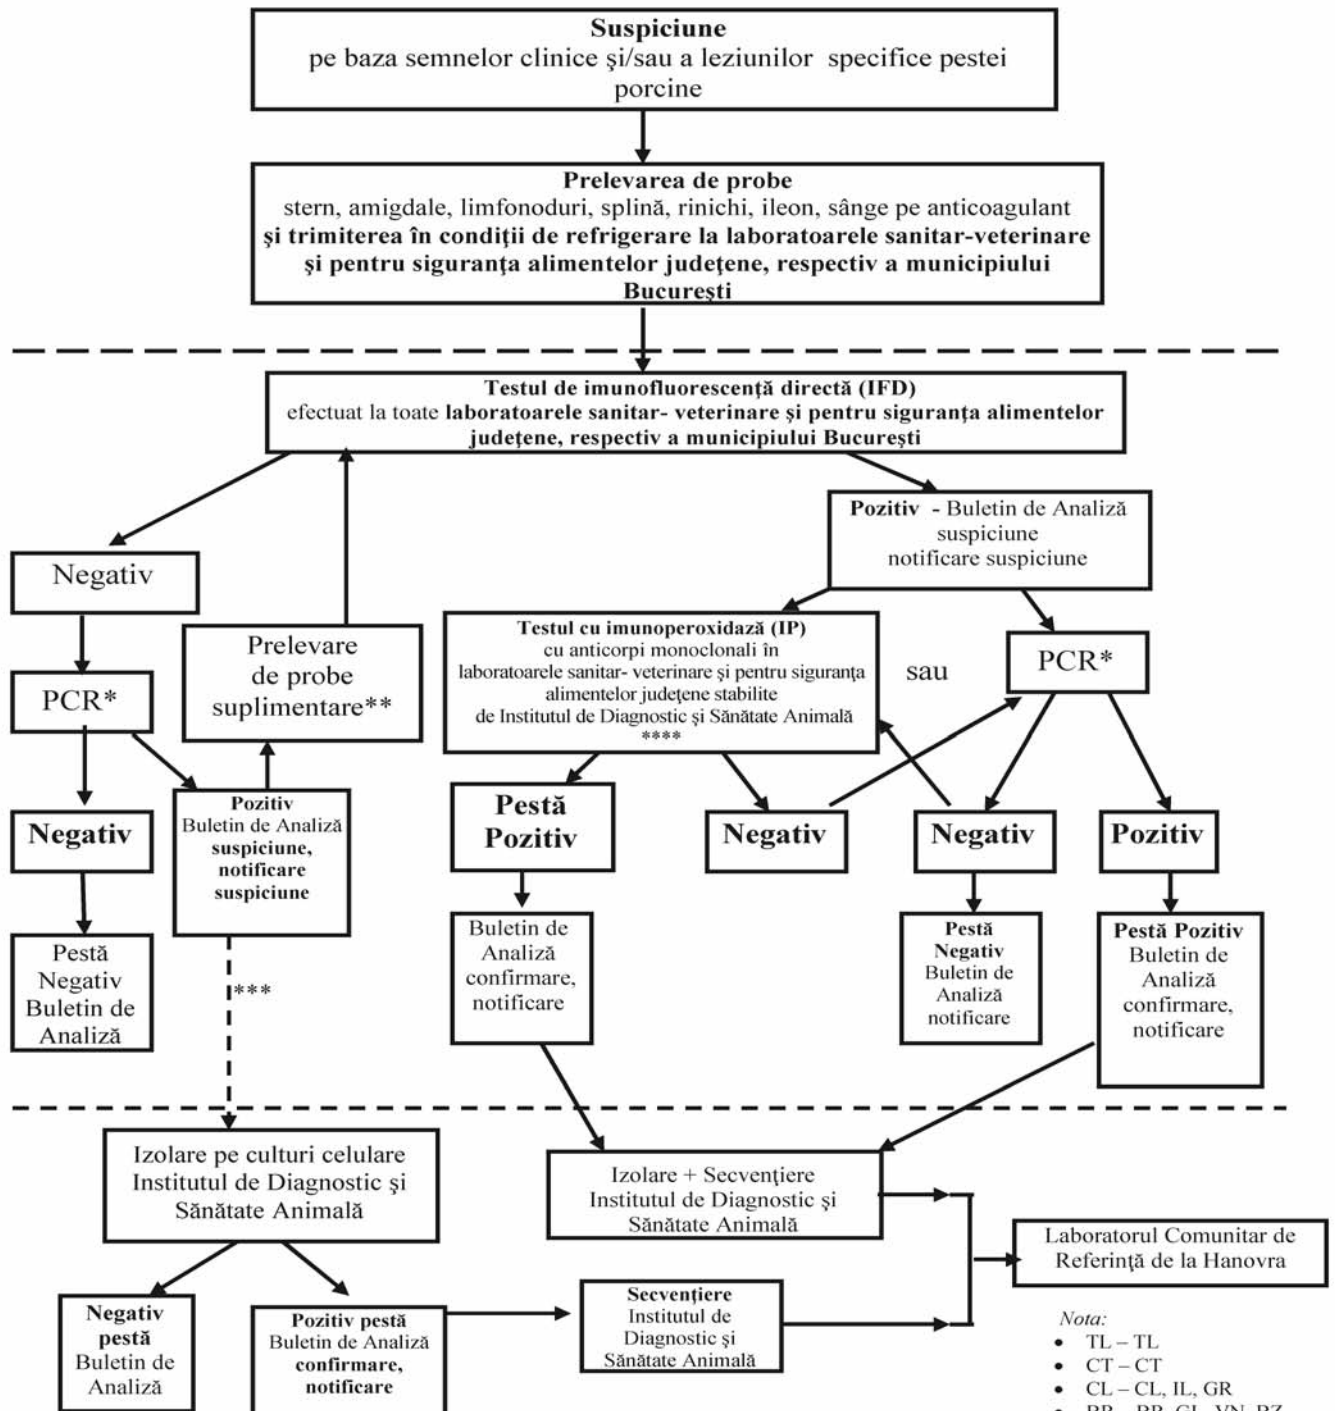 Suspiciune
pe baza semnelor clinice şi/sau a leziunilor specifice pestei
porcine
Prelevarea de probe
stern, amigdale, limfonoduri, splină, rinichi, ileon, sânge pe anticoagulant
şi trimiterea în condiţii de refrigerare la laboratoarele sanitar-veterinare
şi pentru siguranţa alimentelor judeţene, respectiv a municipiului
Bucureşti
Testul de imunofluorescenţă directă (IFD)
efectuat la toate laboratoarele sanitar- veterinare şi pentru siguranţa alimentelor
judeţene, respectiv a municipiului Bucureşti
Negativ
Pozitiv - Buletin de Analiză
suspiciune
notificare suspiciune
PCR*
Prelevare
de probe
suplimentare**
Testul cu imunoperoxidază (IP)
cu anticorpi monoclonali în
laboratoarele sanitar- veterinare şi pentru siguranţa
alimentelor judeţene stabilite
de Institutul de Diagnostic şi Sănătate Animală
****
sau
PCR*
Negativ
Pozitiv
Buletin de Analiză
suspiciune,
notificare
suspiciune
Pestă
Pozitiv
Negativ
Negativ
Pozitiv
Pestă
Negativ
Buletin de
Analiză
***
Buletin de
Analiză
confirmare,
notificare
Pestă
Negativ
Buletin de
Analiză
notificare
Pestă Pozitiv
Buletin de
Analiză
confirmare,
notificare
Izolare pe culturi celulare
Institutul de Diagnostic şi
Sănătate Animală
Izolare + Secvenţiere
Institutul de Diagnostic şi
Sănătate Animală
Laboratorul Comunitar de
Referinţă de la Hanovra
Negativ
pestă
Buletin de
Analiză
Pozitiv pestă
Buletin de Analiză
confirmare,
notificare
Secvenţiere
Institutul de
Diagnostic şi
Sănătate Animală
Nota:
• TL – TL
• CT – CT
• CL – CL, IL, GR